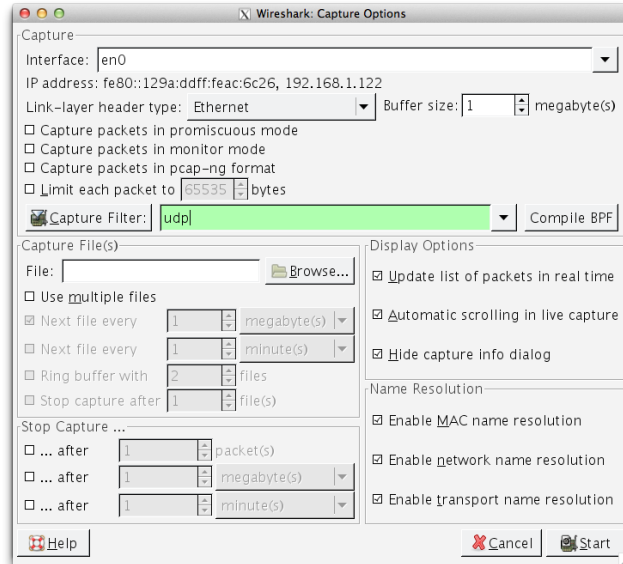 Wireshark: Capture Options
Capture
Interface: en0
IP address: fe80::129a:ddff:feac:6c26, 192.168.1.122
Link-layer header type: Ethernet Buffer size: 1 megabyte(s)
Capture packets in promiscuous mode
Capture packets in monitor mode
Capture packets in pcap-ng format
Limit each packet to 65535 bytes
Capture Filter: udp Compile BPF
Capture File(s)
File: Browse...
Use multiple files
Next file every 1 megabyte(s)
Next file every 1 minute(s)
Ring buffer with 2 files
Stop capture after 1 file(s)
Display Options
Update list of packets in real time
Automatic scrolling in live capture
Hide capture info dialog
Stop Capture ...
... after 1 packet(s)
... after 1 megabyte(s)
... after 1 minute(s)
Name Resolution
Enable MAC name resolution
Enable network name resolution
Enable transport name resolution
Help Cancel Start